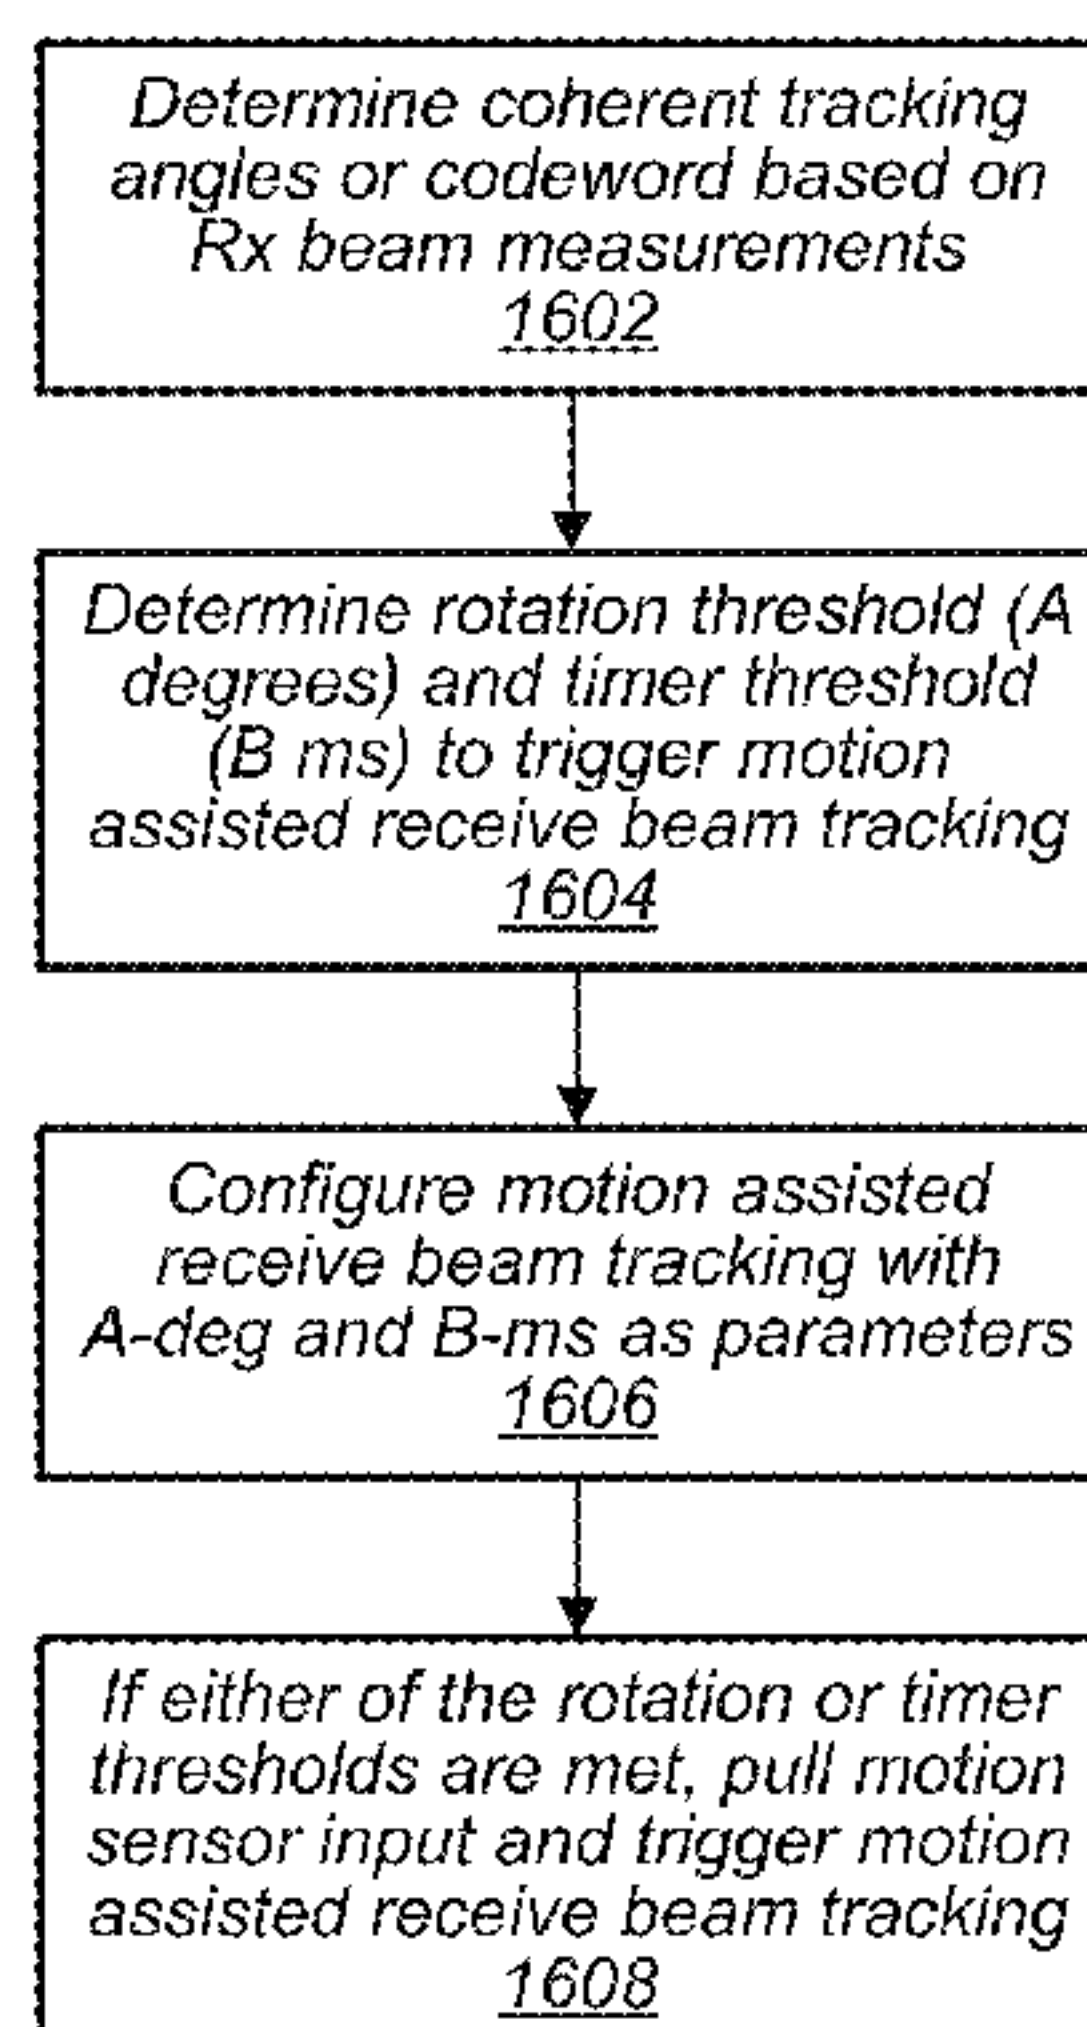 Determine coherent tracking
angles or codeword based on
Rx beam measurements
1602
Determine rotation threshold (A
degrees) and timer threshold
(B ms) to trigger motion
assisted receive beam tracking
1604
Configure motion assisted
receive beam tracking with
A-deg and B-ms as parameters
1606
If either of the rotation or timer
thresholds are met, pull motion
sensor input and trigger motion
assisted receive beam tracking
1608